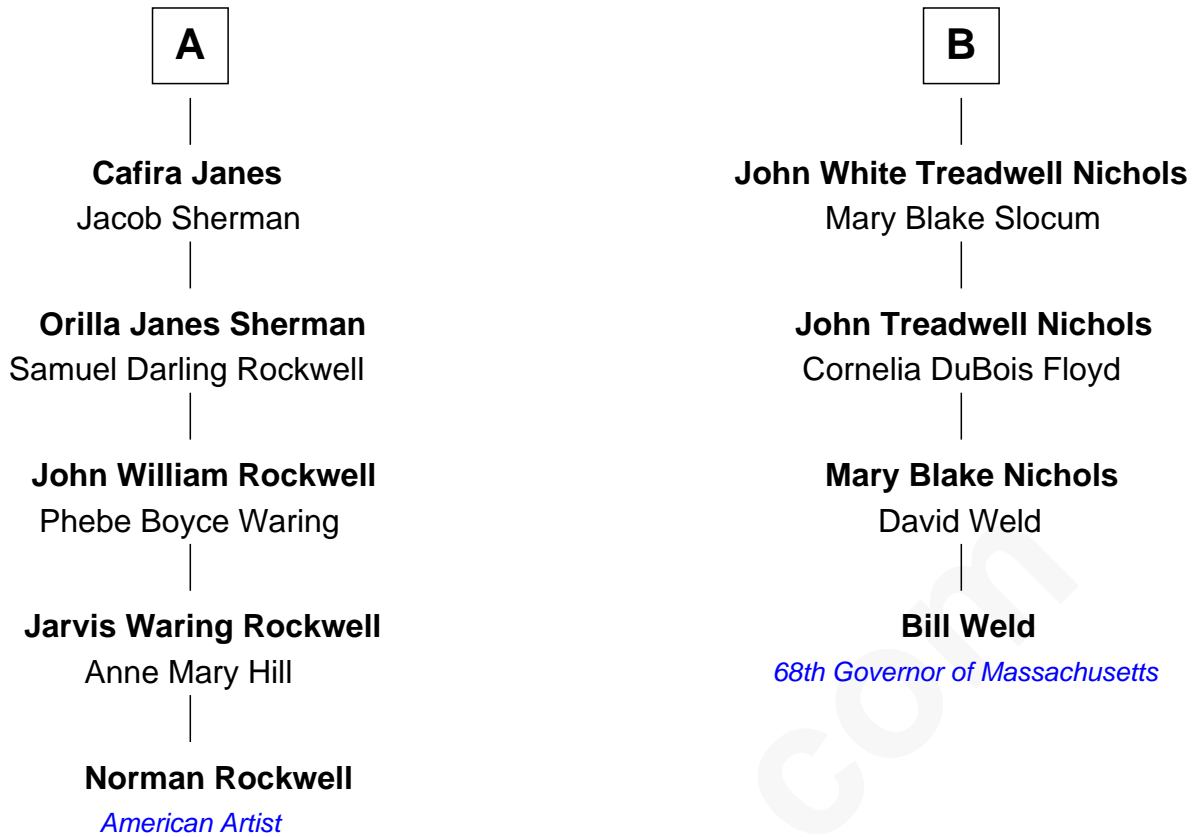 A
Cafira Janes
Jacob Sherman
Orilla Janes Sherman
Samuel Darling Rockwell
John William Rockwell
Phebe Boyce Waring
Jarvis Waring Rockwell
Anne Mary Hill
Norman Rockwell
American Artist
B
John White Treadwell Nichols
Mary Blake Slocum
John Treadwell Nichols
Cornelia DuBois Floyd
Mary Blake Nichols
David Weld
Bill Weld
68th Governor of Massachusetts
com